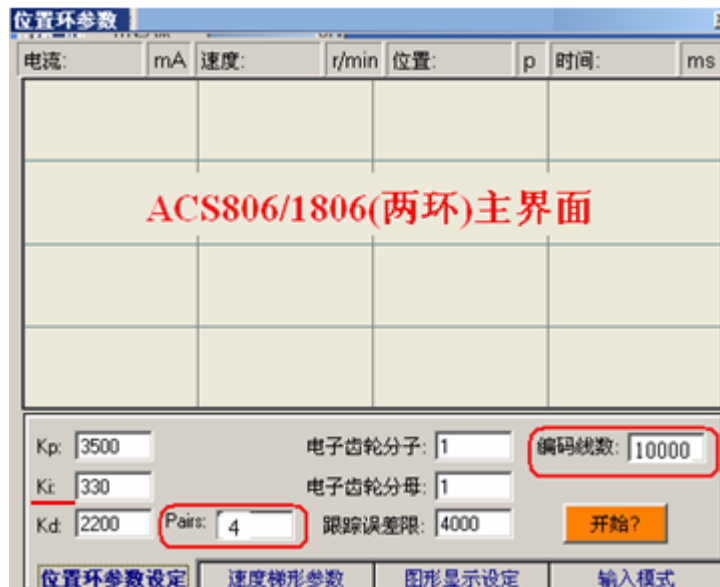 位置环参数
电流: mA 速度: r/min 位置: p 时间: ms
ACS806/1806(两环)主界面
Kp: 3500 电子齿轮分子: 1 编码线数: 10000
Ki: 330 电子齿轮分母: 1
Kd: 2200 Pairs: 4 跟踪误差限: 4000 开始?
位置环参数设定 速度梯形参数 图形显示设定 输入模式